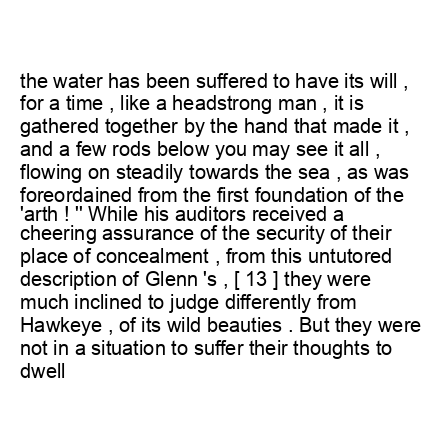 the water has been suffered to have its will ,
for a time , like a headstrong man , it is
gathered together by the hand that made it ,
and a few rods below you may see it all ,
flowing on steadily towards the sea , as was
foreordained from the first foundation of the
'arth ! " While his auditors received a
cheering assurance of the security of their
place of concealment , from this untutored
description of Glenn 's , [ 13 ] they were
much inclined to judge differently from
Hawkeye , of its wild beauties . But they were
not in a situation to suffer their thoughts to
dwell